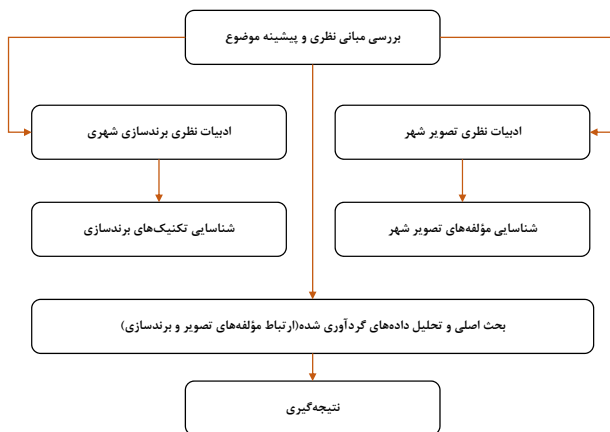 بررسی مبانی نظری و پیشینه موضوع
ادبیات نظری تصویر شهر
ادبیات نظری برندسازی شهری
شناسایی مؤلفه‌های تصویر شهر
شناسایی تکنیک‌های برندسازی
بحث اصلی و تحلیل داده‌های گردآوری شده(ارتباط مؤلفه‌های تصویر و برندسازی)
نتیجه‌گیری